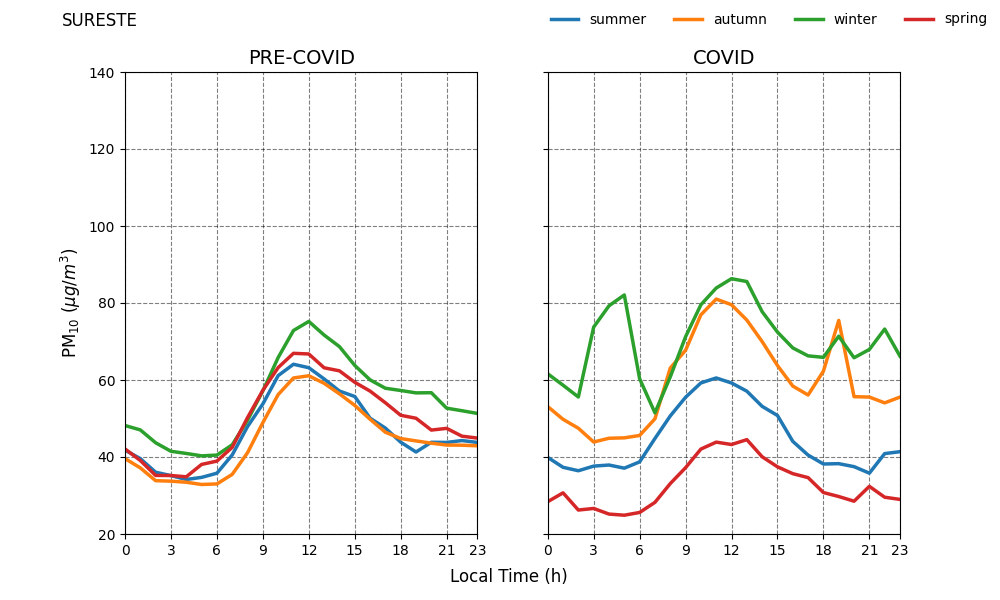 SURESTE
summer autumn winter spring
PRE-COVID COVID
140
120
100
80
60
40
20
PM10 (μg/m3)
0 3 6 9 12 15 18 21 23
0 3 6 9 12 15 18 21 23
Local Time (h)